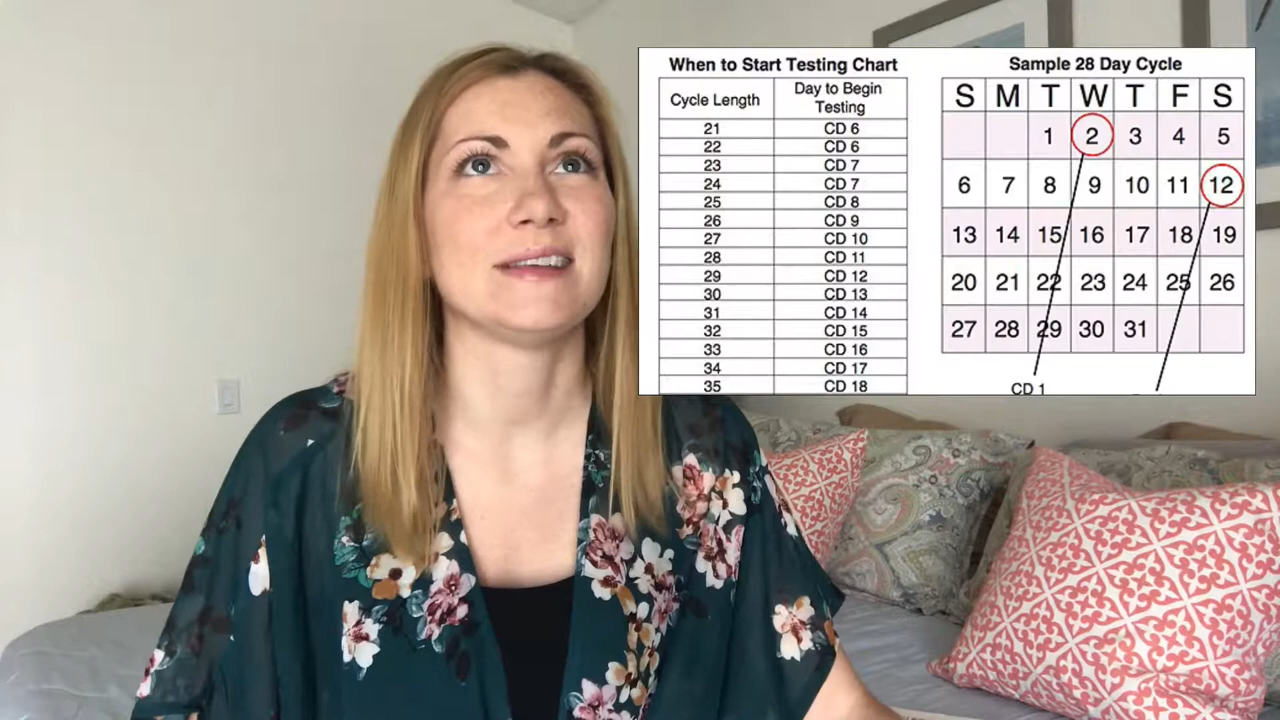 When to Start Testing Chart
Cycle Length Day to Begin Testing
21 CD 6
22 CD 6
23 CD 7
24 CD 7
25 CD 8
26 CD 9
27 CD 10
28 CD 11
29 CD 12
30 CD 13
31 CD 14
32 CD 15
33 CD 16
34 CD 17
35 CD 18
Sample 28 Day Cycle
S M T W T F S
1 2 3 4 5
6 7 8 9 10 11 12
13 14 15 16 17 18 19
20 21 22 23 24 25 26
27 28 29 30 31
CD 1